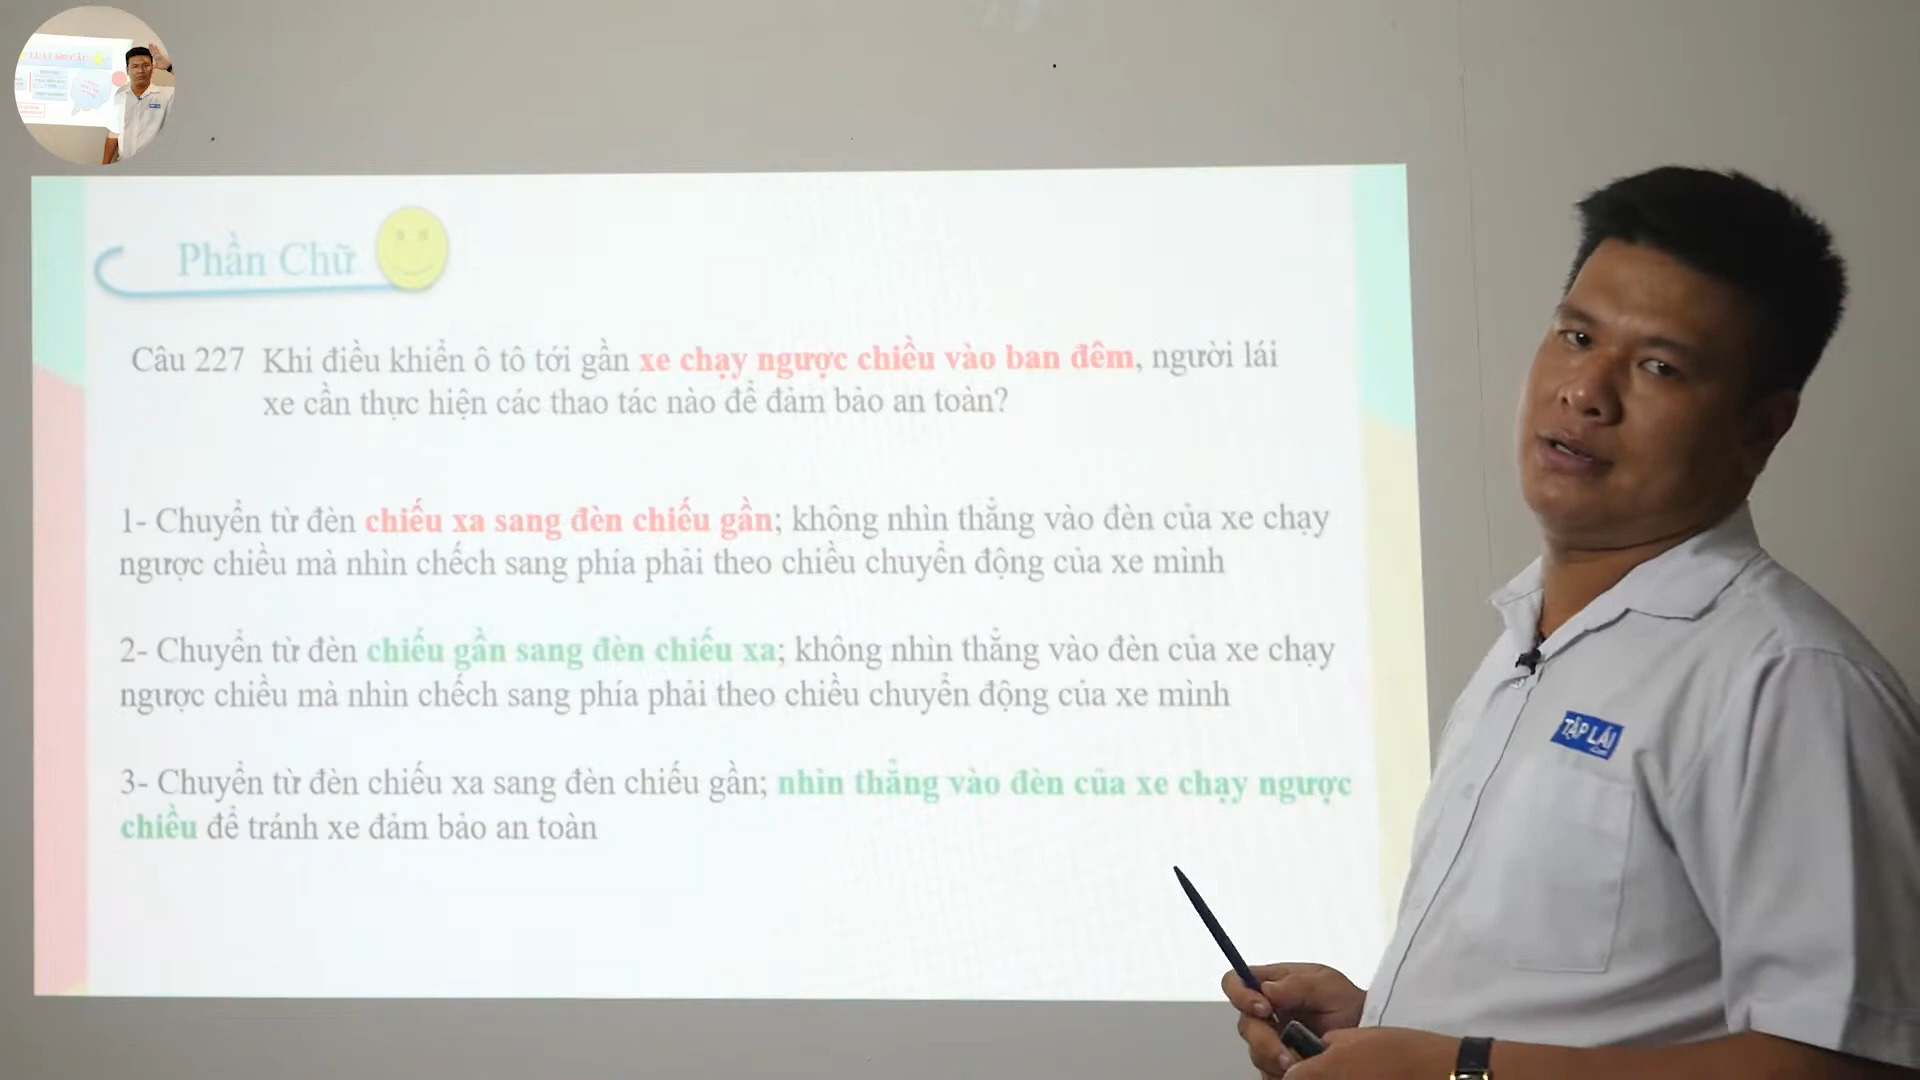 Phần Chữ
Câu 227 Khi điều khiển ô tô tới gần xe chạy ngược chiều vào ban đêm, người lái
xe cần thực hiện các thao tác nào để đảm bảo an toàn?
1- Chuyển từ đèn chiếu xa sang đèn chiếu gần; không nhìn thẳng vào đèn của xe chạy
ngược chiều mà nhìn chếch sang phía phải theo chiều chuyển động của xe mình
2- Chuyển từ đèn chiếu gần sang đèn chiếu xa; không nhìn thẳng vào đèn của xe chạy
ngược chiều mà nhìn chếch sang phía phải theo chiều chuyển động của xe mình
3- Chuyển từ đèn chiếu xa sang đèn chiếu gần; nhìn thẳng vào đèn của xe chạy ngược
chiều để tránh xe đảm bảo an toàn
TẬP LÁI